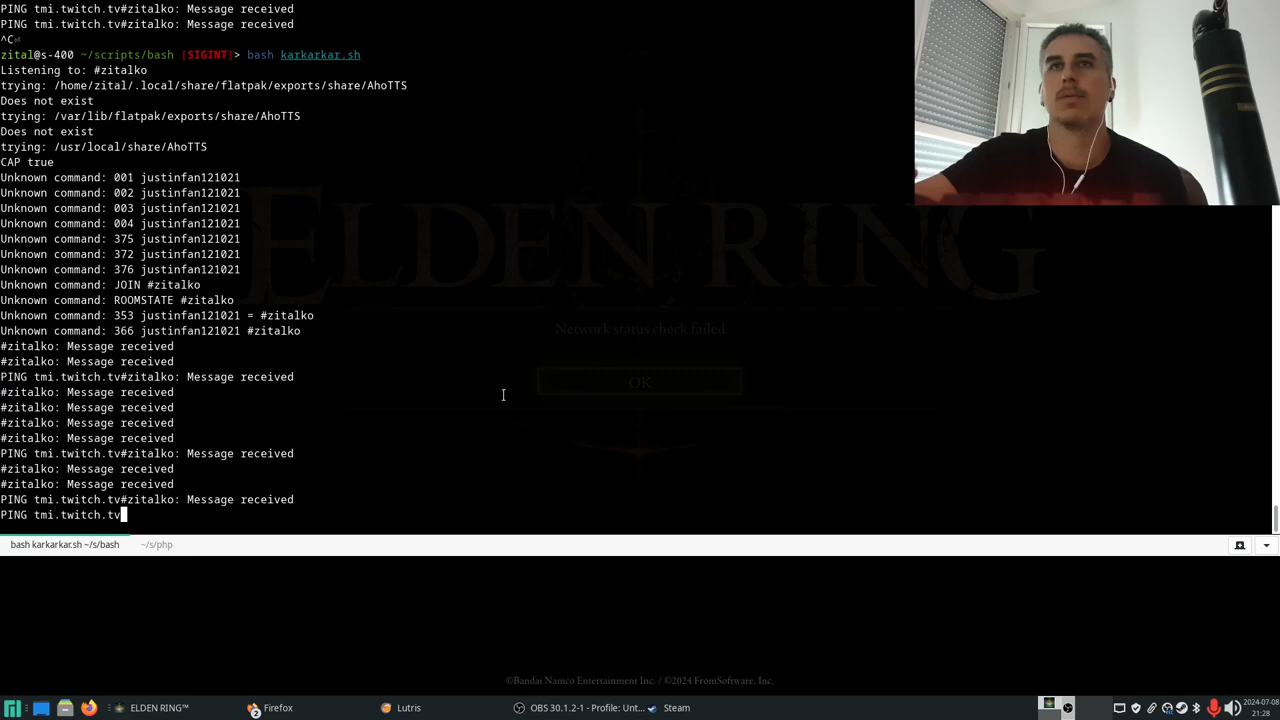 PING tmi.twitch.tv#zitalko: Message received
PING tmi.twitch.tv#zitalko: Message received
^C⏎
zital@s-400 ~/scripts/bash [SIGINT]> bash karkarkar.sh
Listening to: #zitalko
trying: /home/zital/.local/share/flatpak/exports/share/AhoTTS
Does not exist
trying: /var/lib/flatpak/exports/share/AhoTTS
Does not exist
trying: /usr/local/share/AhoTTS
CAP true
Unknown command: 001 justinfan121021
Unknown command: 002 justinfan121021
Unknown command: 003 justinfan121021
Unknown command: 004 justinfan121021
Unknown command: 375 justinfan121021
Unknown command: 372 justinfan121021
Unknown command: 376 justinfan121021
Unknown command: JOIN #zitalko
Unknown command: ROOMSTATE #zitalko
Unknown command: 353 justinfan121021 = #zitalko
Unknown command: 366 justinfan121021 #zitalko
#zitalko: Message received
#zitalko: Message received
PING tmi.twitch.tv#zitalko: Message received
#zitalko: Message received
#zitalko: Message received
#zitalko: Message received
#zitalko: Message received
PING tmi.twitch.tv#zitalko: Message received
#zitalko: Message received
#zitalko: Message received
PING tmi.twitch.tv#zitalko: Message received
PING tmi.twitch.tv
ELDEN RING
Network status check failed
OK
bash karkarkar.sh ~/s/bash
~/s/php
©Bandai Namco Entertainment Inc. / ©2024 FromSoftware, Inc.
ELDEN RING™
2
Firefox
Lutris
OBS 30.1.2-1 - Profile: Unt...
Steam
2024-07-08
21:28